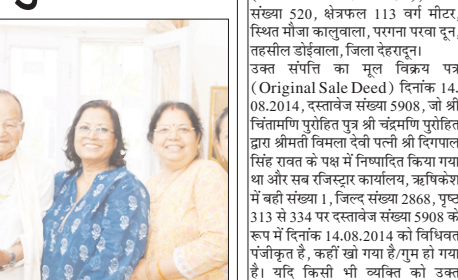 संख्या 520, क्षेत्रफल 113 वर्ग मीटर,
स्थित मौजा कालुवाला, परगना परवा दून,
तहसील डोईवाला, जिला देहरादून।
उक्त संपत्ति का मूल विक्रय पत्र
(Original Sale Deed) दिनांक 14.
08.2014, दस्तावेज संख्या 5908, जो श्री
चिंतामणि पुरोहित पुत्र श्री चंद्रमणि पुरोहित
द्वारा श्रीमती विमला देवी पत्नी श्री दिगपाल
सिंह रावत के पक्ष में निष्पादित किया गया
था और सब रजिस्ट्रार कार्यालय, ऋषिकेश
में बही संख्या 1, जिल्द संख्या 2868, पृष्ठ
313 से 334 पर दस्तावेज संख्या 5908 के
रूप में दिनांक 14.08.2014 को विधिवत
पंजीकृत है, कहीं खो गया है/गुम हो गया
है। यदि किसी भी व्यक्ति को उक्त